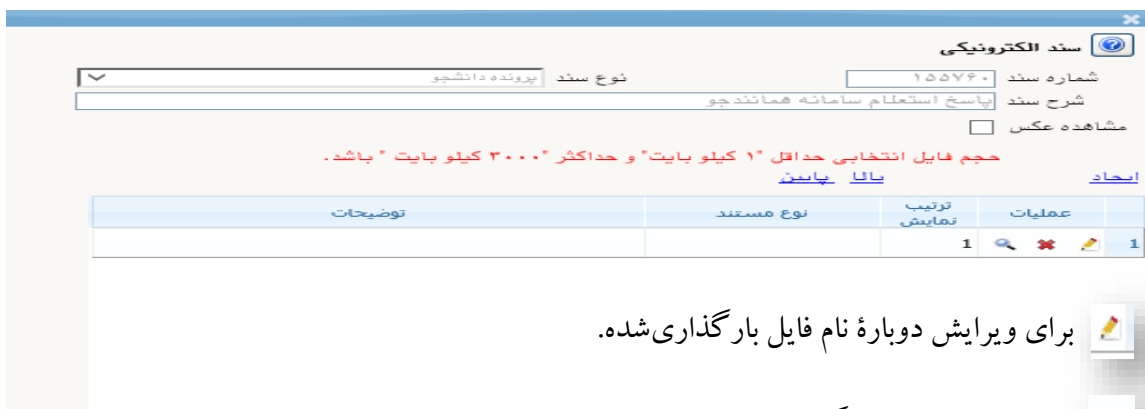 سند الکترونیکی
شماره سند ۱۵۵۷۶۰ نوع سند پرونده دانشجو
شرح سند پاسخ استعلام سامانه همانندجو
مشاهده عکس
حجم فایل انتخابی حداقل "۱ کیلو بایت" و حداکثر "۳۰۰۰ کیلو بایت " باشد.
ایجاد بالا پایین
عملیات ترتیب نمایش نوع مستند توضیحات
1 1
برای ویرایش دوبارهٔ نام فایل بارگذاری‌شده.